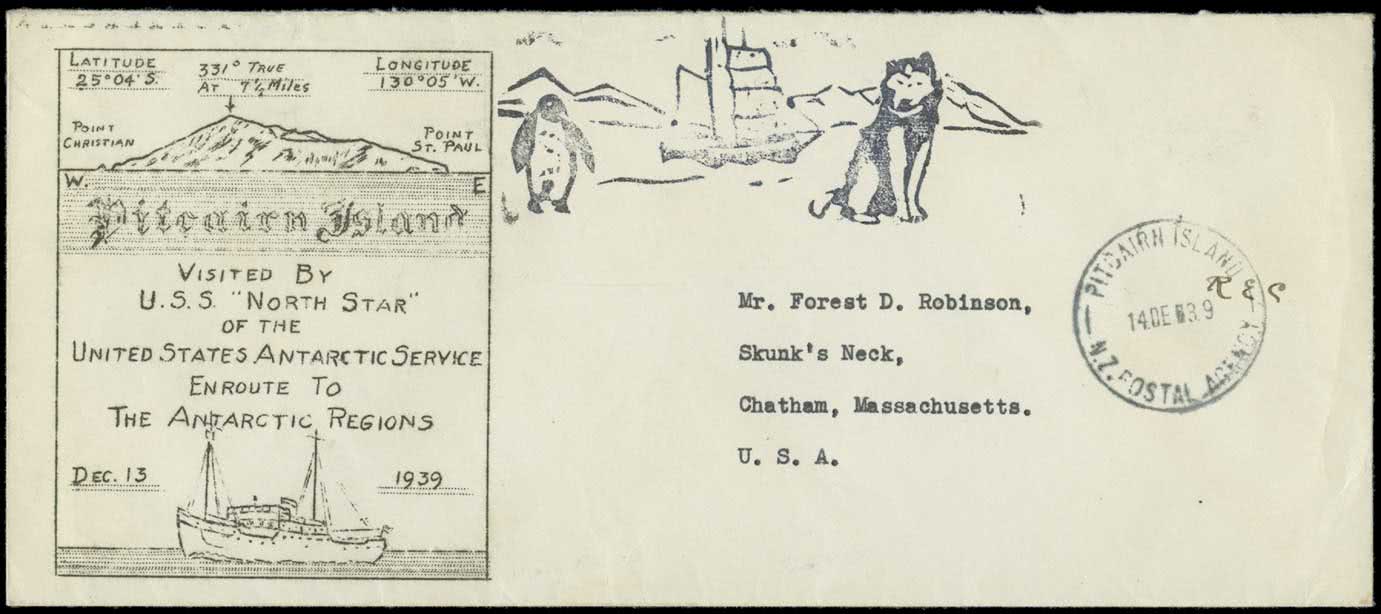 LATITUDE
25°04'S.
331° TRUE
AT 7½ MILES
LONGITUDE
130°05'W.
POINT
CHRISTIAN
POINT
ST. PAUL
W.
E
Pitcairn Island
VISITED BY
U.S.S. "NORTH STAR"
OF THE
UNITED STATES ANTARCTIC SERVICE
ENROUTE TO
THE ANTARCTIC REGIONS
DEC. 13
1939
Mr. Forest D. Robinson,
Skunk's Neck,
Chatham, Massachusetts.
U. S. A.
PITCAIRN ISLAND
14 DE 39
N.Z. POSTAL AGENCY